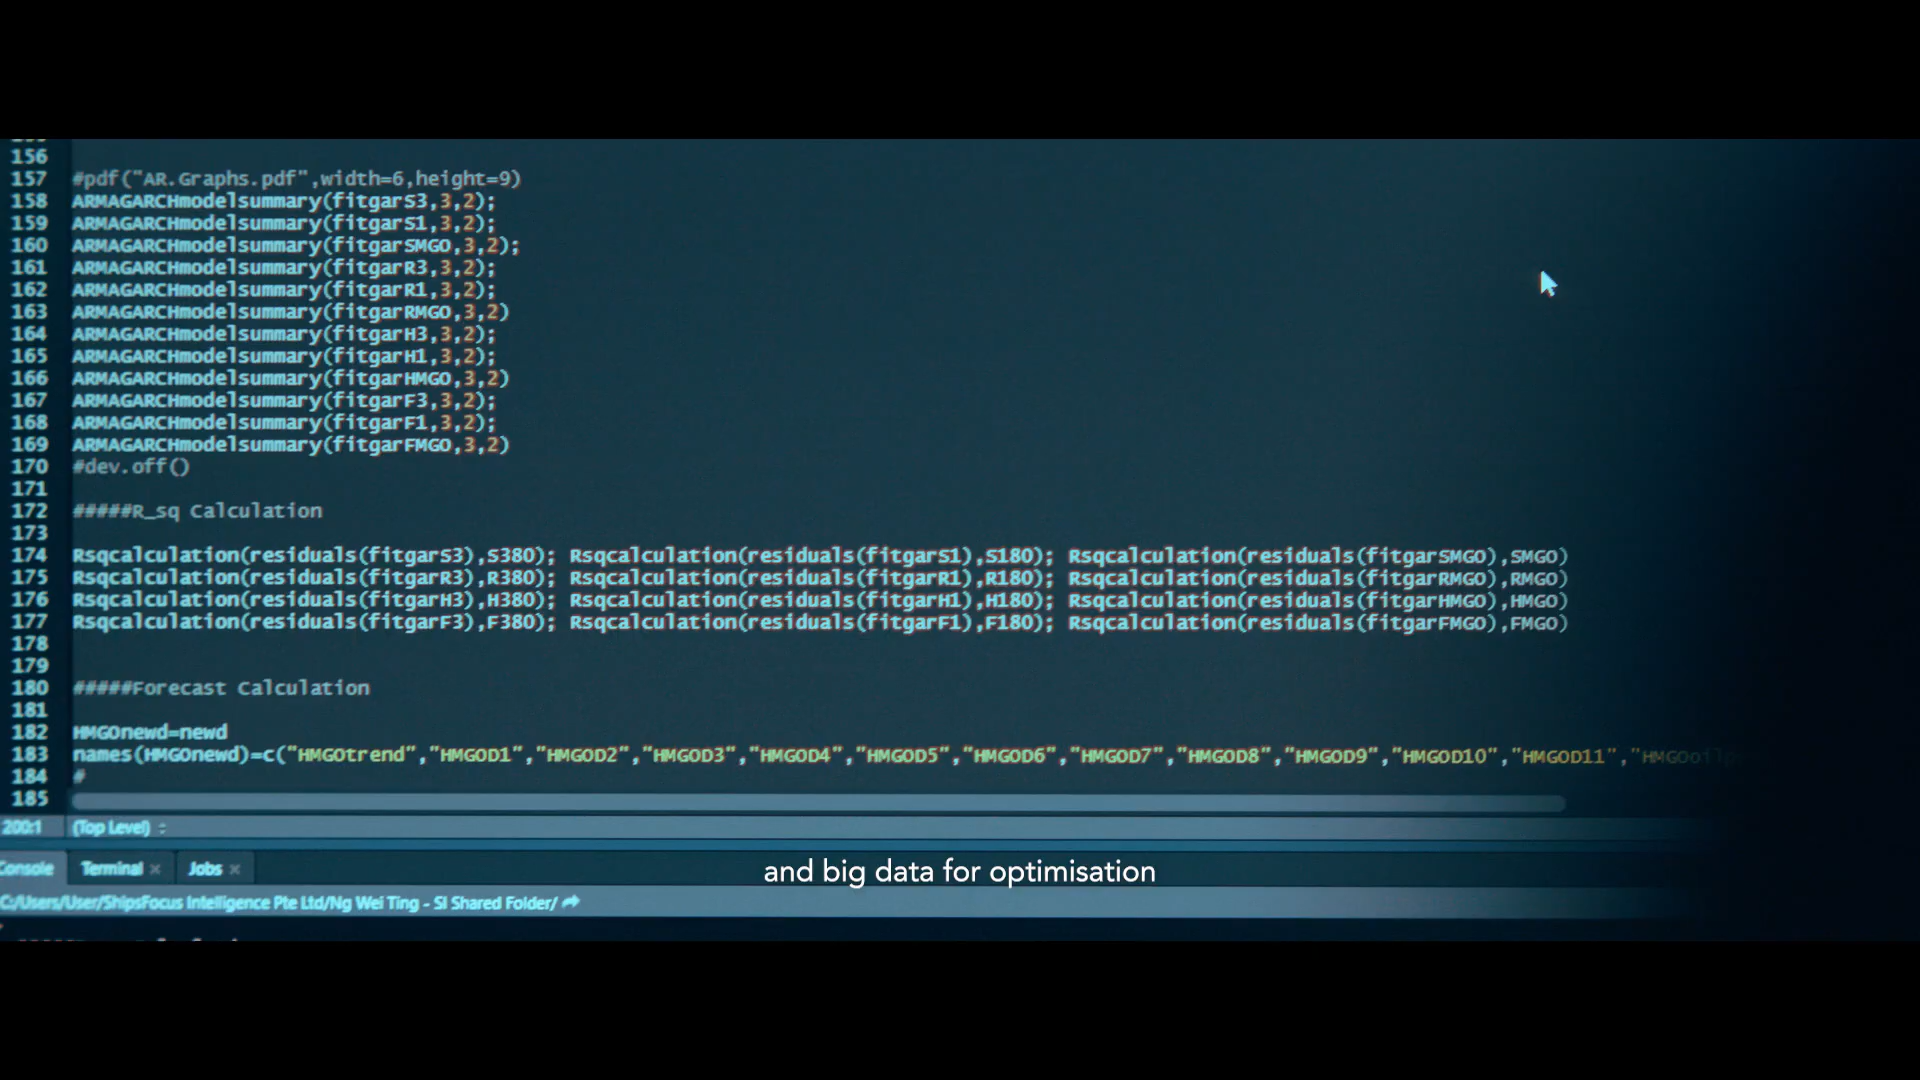 156
157 #pdf("AR.Graphs.pdf",width=6,height=9)
158 ARMAGARCHmodelsummary(fitgarS3,3,2);
159 ARMAGARCHmodelsummary(fitgarS1,3,2);
160 ARMAGARCHmodelsummary(fitgarSMGO,3,2);
161 ARMAGARCHmodelsummary(fitgarR3,3,2);
162 ARMAGARCHmodelsummary(fitgarR1,3,2);
163 ARMAGARCHmodelsummary(fitgarRMGO,3,2)
164 ARMAGARCHmodelsummary(fitgarH3,3,2);
165 ARMAGARCHmodelsummary(fitgarH1,3,2);
166 ARMAGARCHmodelsummary(fitgarHMGO,3,2)
167 ARMAGARCHmodelsummary(fitgarF3,3,2);
168 ARMAGARCHmodelsummary(fitgarF1,3,2);
169 ARMAGARCHmodelsummary(fitgarFMGO,3,2)
170 #dev.off()
171
172 #####R_sq Calculation
173
174 Rsqcalculation(residuals(fitgarS3),S380); Rsqcalculation(residuals(fitgarS1),S180); Rsqcalculation(residuals(fitgarSMGO),SMGO)
175 Rsqcalculation(residuals(fitgarR3),R380); Rsqcalculation(residuals(fitgarR1),R180); Rsqcalculation(residuals(fitgarRMGO),RMGO)
176 Rsqcalculation(residuals(fitgarH3),H380); Rsqcalculation(residuals(fitgarH1),H180); Rsqcalculation(residuals(fitgarHMGO),HMGO)
177 Rsqcalculation(residuals(fitgarF3),F380); Rsqcalculation(residuals(fitgarF1),F180); Rsqcalculation(residuals(fitgarFMGO),FMGO)
178
179
180 #####Forecast Calculation
181
182 HMGOnewd=newd
183 names(HMGOnewd)=c("HMGOtrend","HMGOD1","HMGOD2","HMGOD3","HMGOD4","HMGOD5","HMGOD6","HMGOD7","HMGOD8","HMGOD9","HMGOD10","HMGOD11",
184 #
185
200:1 (Top Level)
Console Terminal Jobs
C:/Users/User/ShipsFocus Intelligence Pte Ltd/Ng Wei Ting - SI Shared Folder/
and big data for optimisation